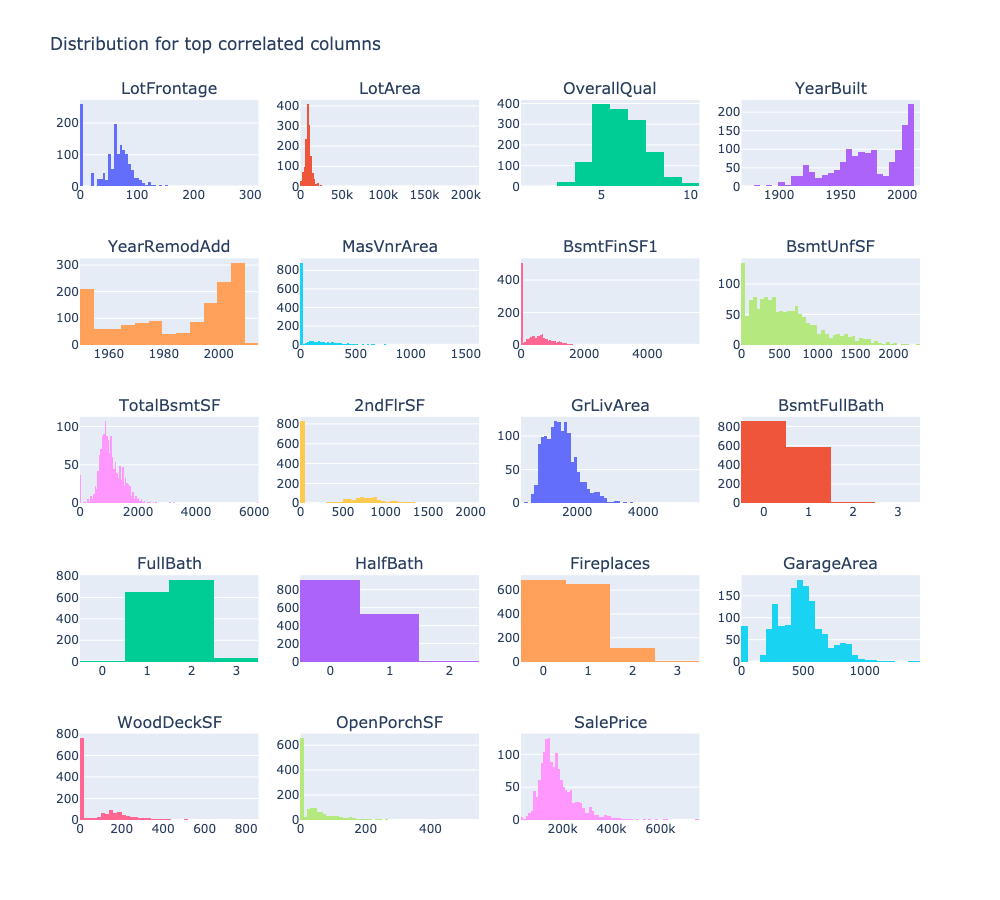 Distribution for top correlated columns
LotFrontage
LotArea
OverallQual
YearBuilt
200
100
0
0 100 200 300
400
300
200
100
0
0 50k 100k 150k 200k
400
300
200
100
0
5 10
200
150
100
50
0
1900 1950 2000
YearRemodAdd
MasVnrArea
BsmtFinSF1
BsmtUnfSF
300
200
100
0
1960 1980 2000
800
600
400
200
0
0 500 1000 1500
400
200
0
0 2000 4000
100
50
0
0 500 1000 1500 2000
TotalBsmtSF
2ndFlrSF
GrLivArea
BsmtFullBath
100
50
0
0 2000 4000 6000
800
600
400
200
0
0 500 1000 1500 2000
100
50
0
2000 4000
800
600
400
200
0
0 1 2 3
FullBath
HalfBath
Fireplaces
GarageArea
800
600
400
200
0
0 1 2 3
800
600
400
200
0
0 1 2
600
400
200
0
0 1 2 3
150
100
50
0
0 500 1000
WoodDeckSF
OpenPorchSF
SalePrice
800
600
400
200
0
0 200 400 600 800
600
400
200
0
0 200 400
100
50
0
200k 400k 600k